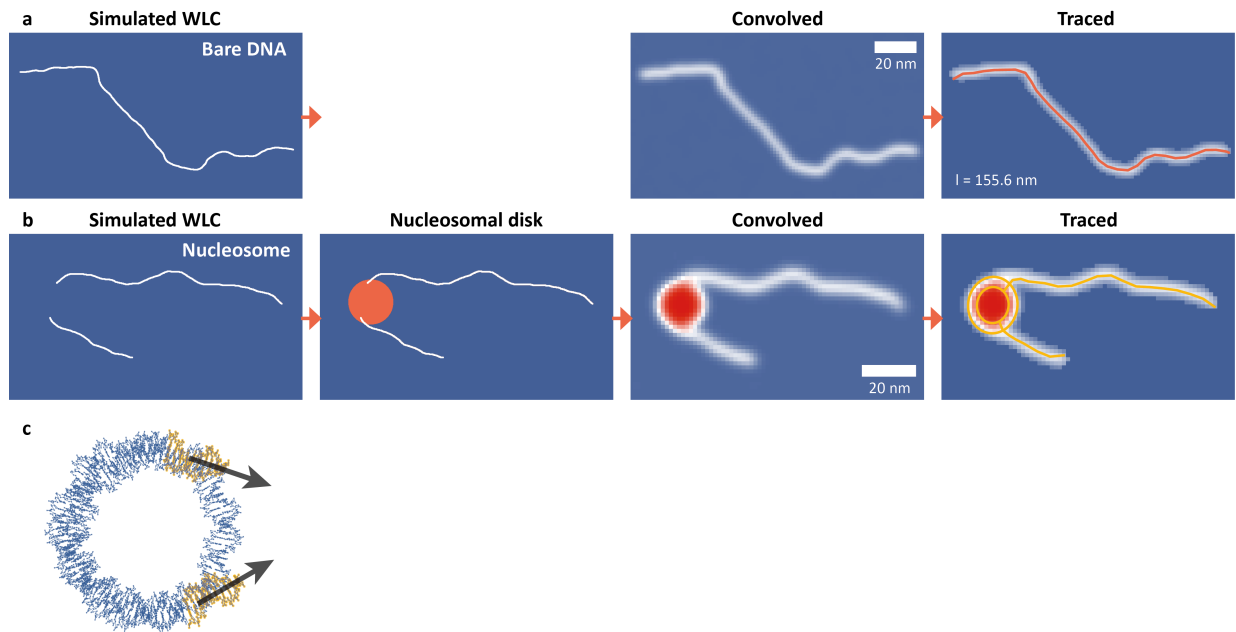 a
Simulated WLC
Convolved
Traced
Bare DNA
20 nm
l = 155.6 nm
b
Simulated WLC
Nucleosomal disk
Convolved
Traced
Nucleosome
20 nm
c